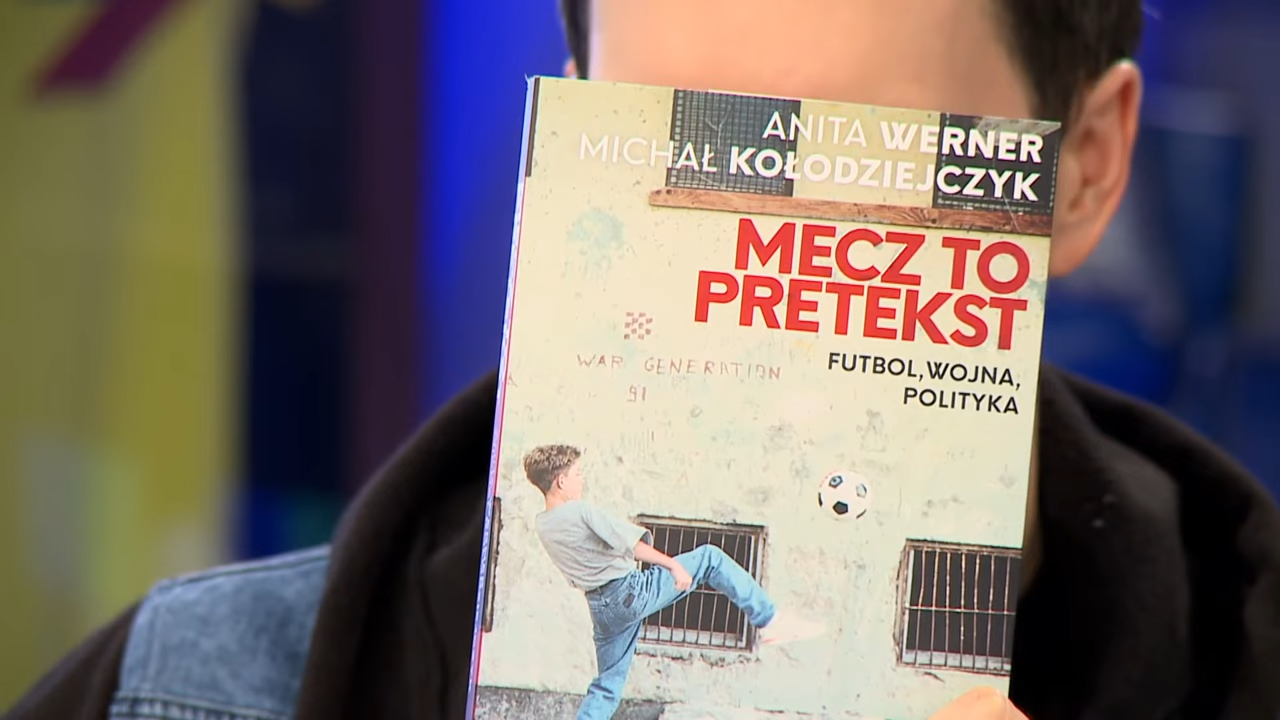 ANITA WERNER
MICHAŁ KOŁODZIEJCZYK
MECZ TO
PRETEKST
WAR GENERATION
91
FUTBOL, WOJNA,
POLITYKA